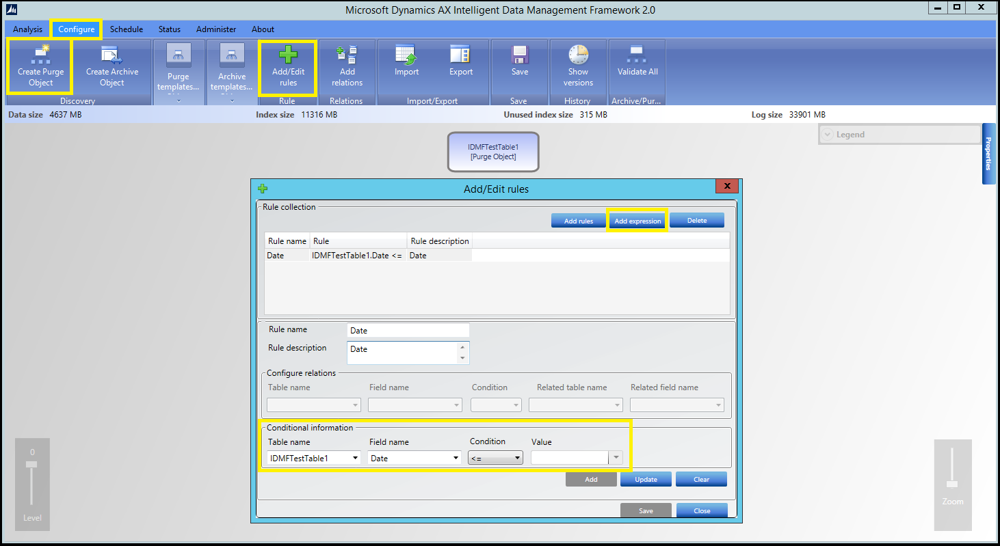 Microsoft Dynamics AX Intelligent Data Management Framework 2.0
Analysis Configure Schedule Status Administer About
Create Purge Object
Create Archive Object
Discovery
Purge templates...
Archive templates...
Add/Edit rules
Rule
Add relations
Relations
Import
Export
Import/Export
Save
Save
Show versions
History
Validate All
Archive/Pur...
Data size 4637 MB Index size 11316 MB Unused index size 315 MB Log size 33901 MB
IDMFTestTable1
[Purge Object]
Legend
Properties
Add/Edit rules
X
Rule collection
Add rules Add expression Delete
Rule name Rule Rule description
Date IDMFTestTable1.Date <= Date
Rule name Date
Rule description Date
Configure relations
Table name Field name Condition Related table name Related field name
Conditional information
Table name Field name Condition Value
IDMFTestTable1 Date <=
Add Update Clear
Save Close
0
Level
Zoom